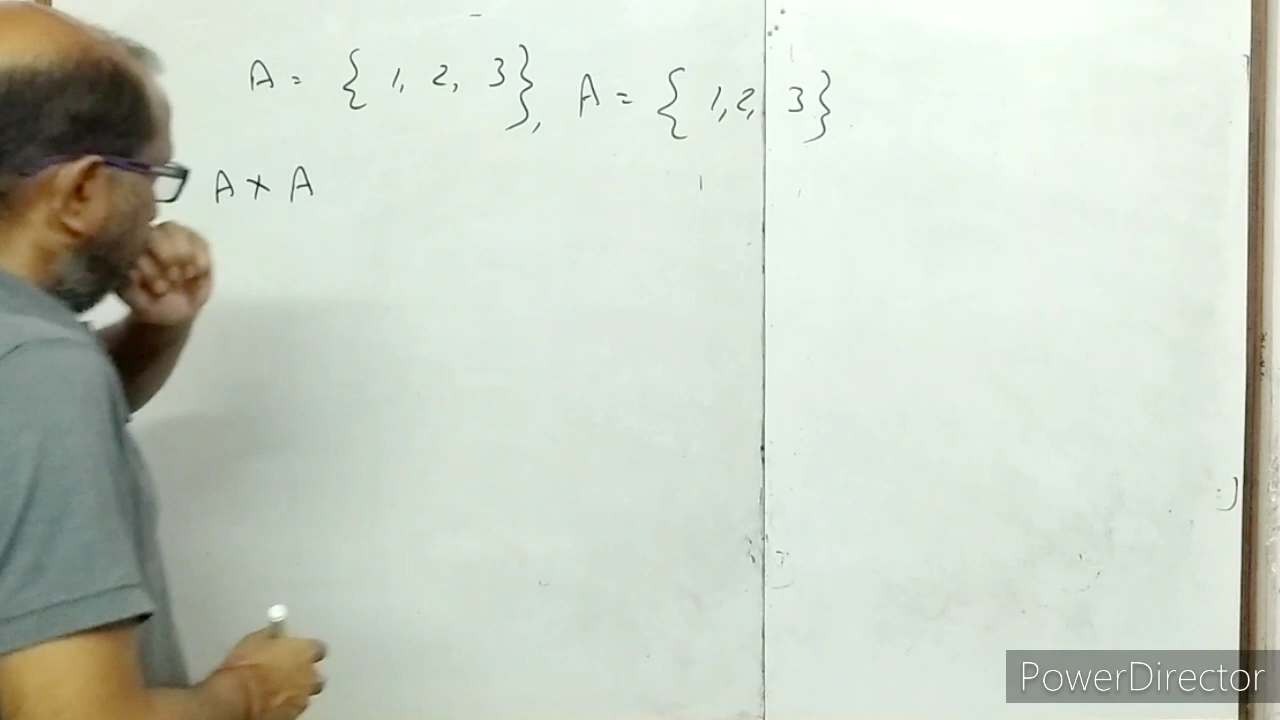 A = { 1, 2, 3 }, A = { 1, 2, 3 }
A × A
PowerDirector